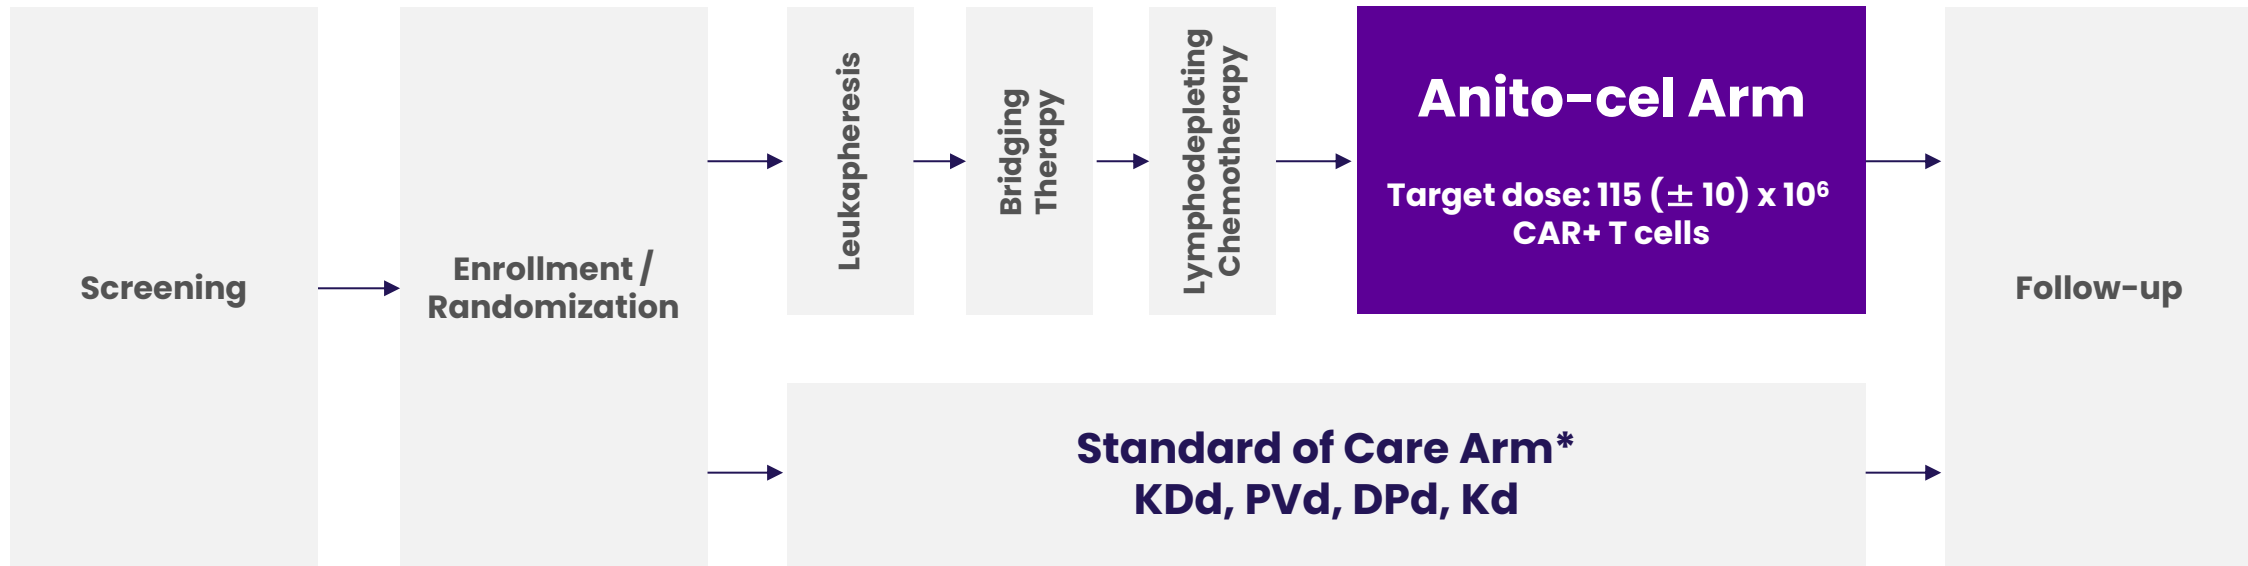 Screening
Enrollment /
Randomization
Leukapheresis
Bridging
Therapy
Lymphodepleting
Chemotherapy
Anito-cel Arm
Target dose: 115 (± 10) x 10⁶
CAR+ T cells
Standard of Care Arm*
KDd, PVd, DPd, Kd
Follow-up